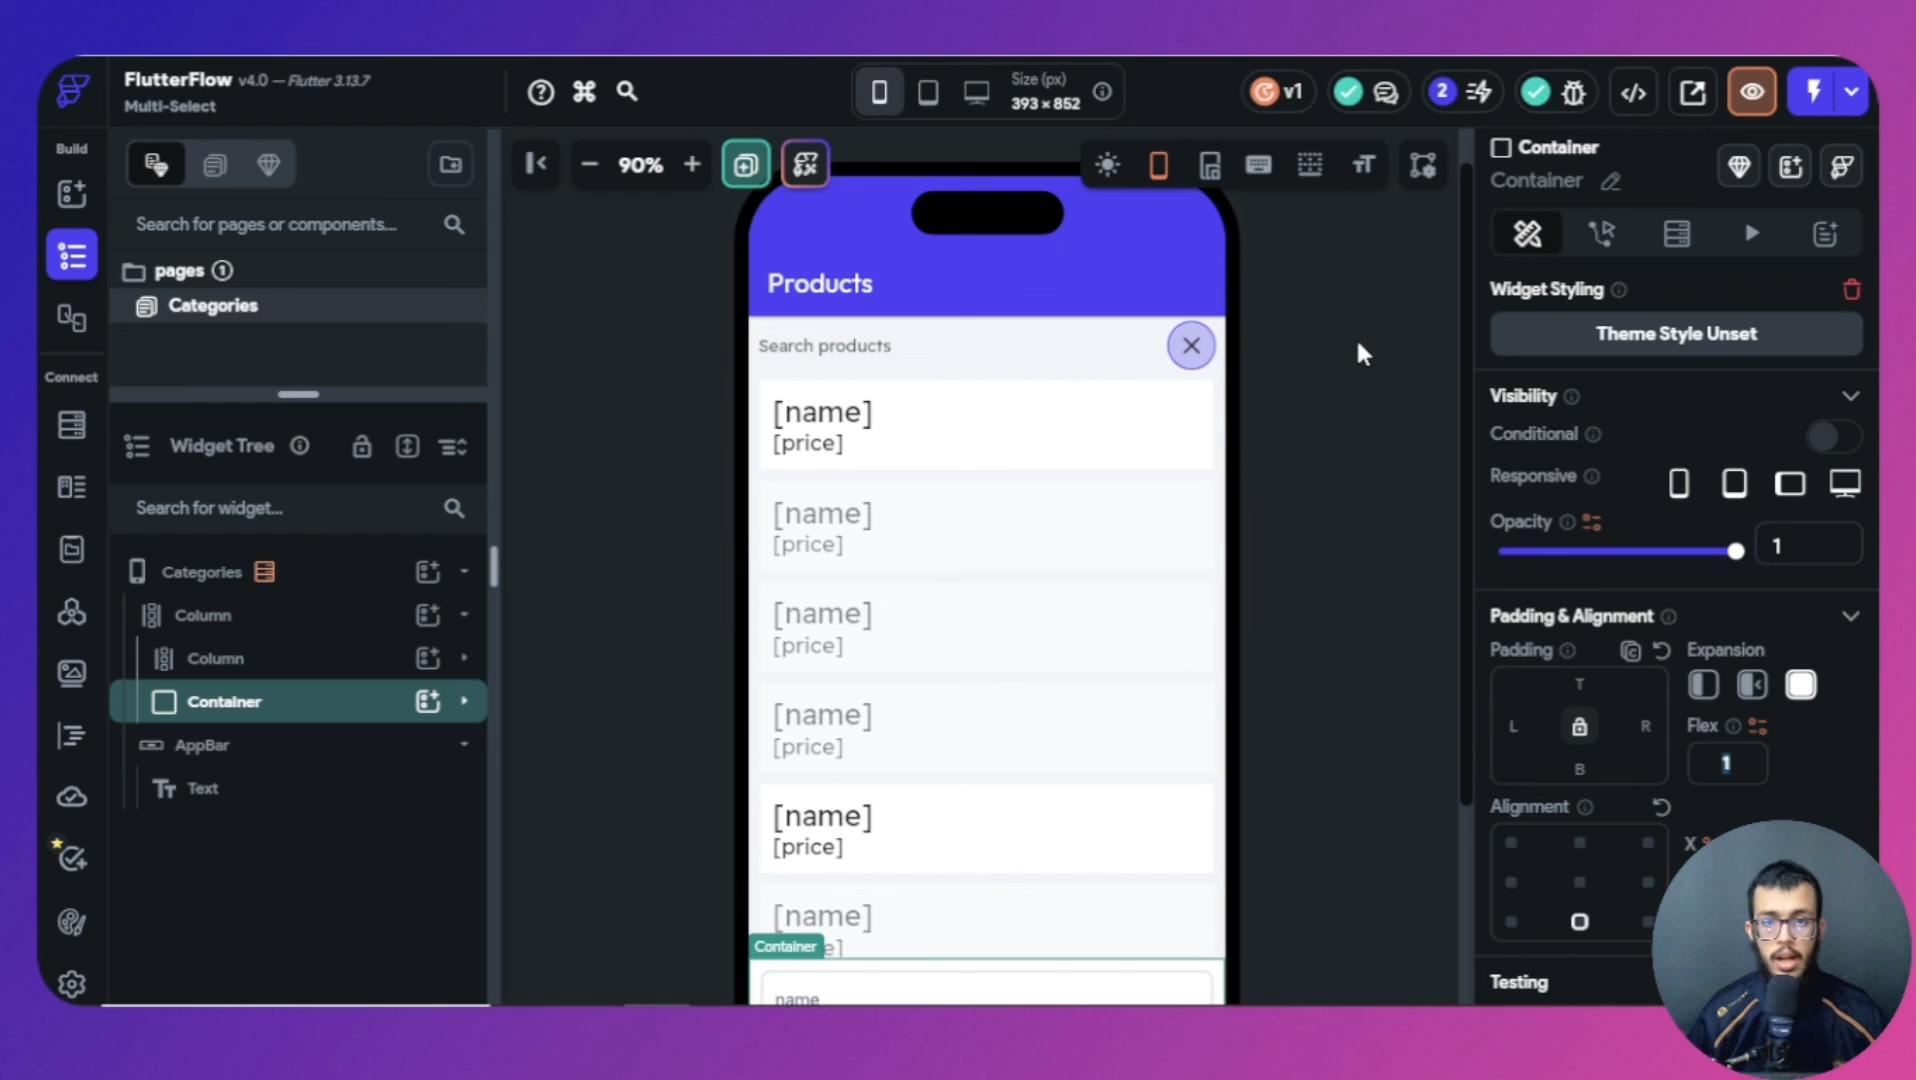 FlutterFlow v4.0 — Flutter 3.13.7
Multi-Select
Size (px)
393 × 852
v1
2
Build
Search for pages or components...
pages 1
Categories
Connect
Widget Tree
Search for widget...
Categories
Column
Column
Container
AppBar
Text
90%
Products
Search products
[name]
[price]
[name]
[price]
[name]
[price]
[name]
[price]
[name]
[price]
[name]
Container
e]
name
Container
Container
Widget Styling
Theme Style Unset
Visibility
Conditional
Responsive
Opacity
1
Padding & Alignment
Padding
Expansion
T
L
R
B
Flex
1
Alignment
X
Testing